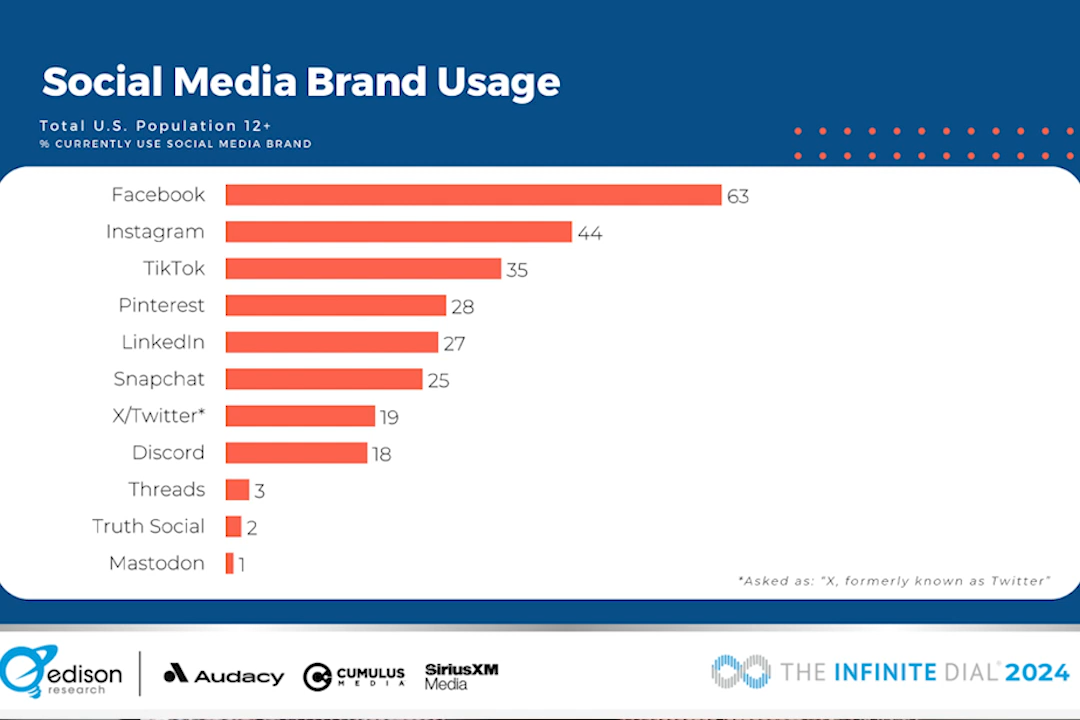 Social Media Brand Usage
Total U.S. Population 12+
% CURRENTLY USE SOCIAL MEDIA BRAND
Facebook 63
Instagram 44
TikTok 35
Pinterest 28
LinkedIn 27
Snapchat 25
X/Twitter* 19
Discord 18
Threads 3
Truth Social 2
Mastodon 1
*Asked as: "X, formerly known as Twitter"
edison
research
Audacy
CUMULUS
MEDIA
SiriusXM
Media
THE INFINITE DIAL® 2024